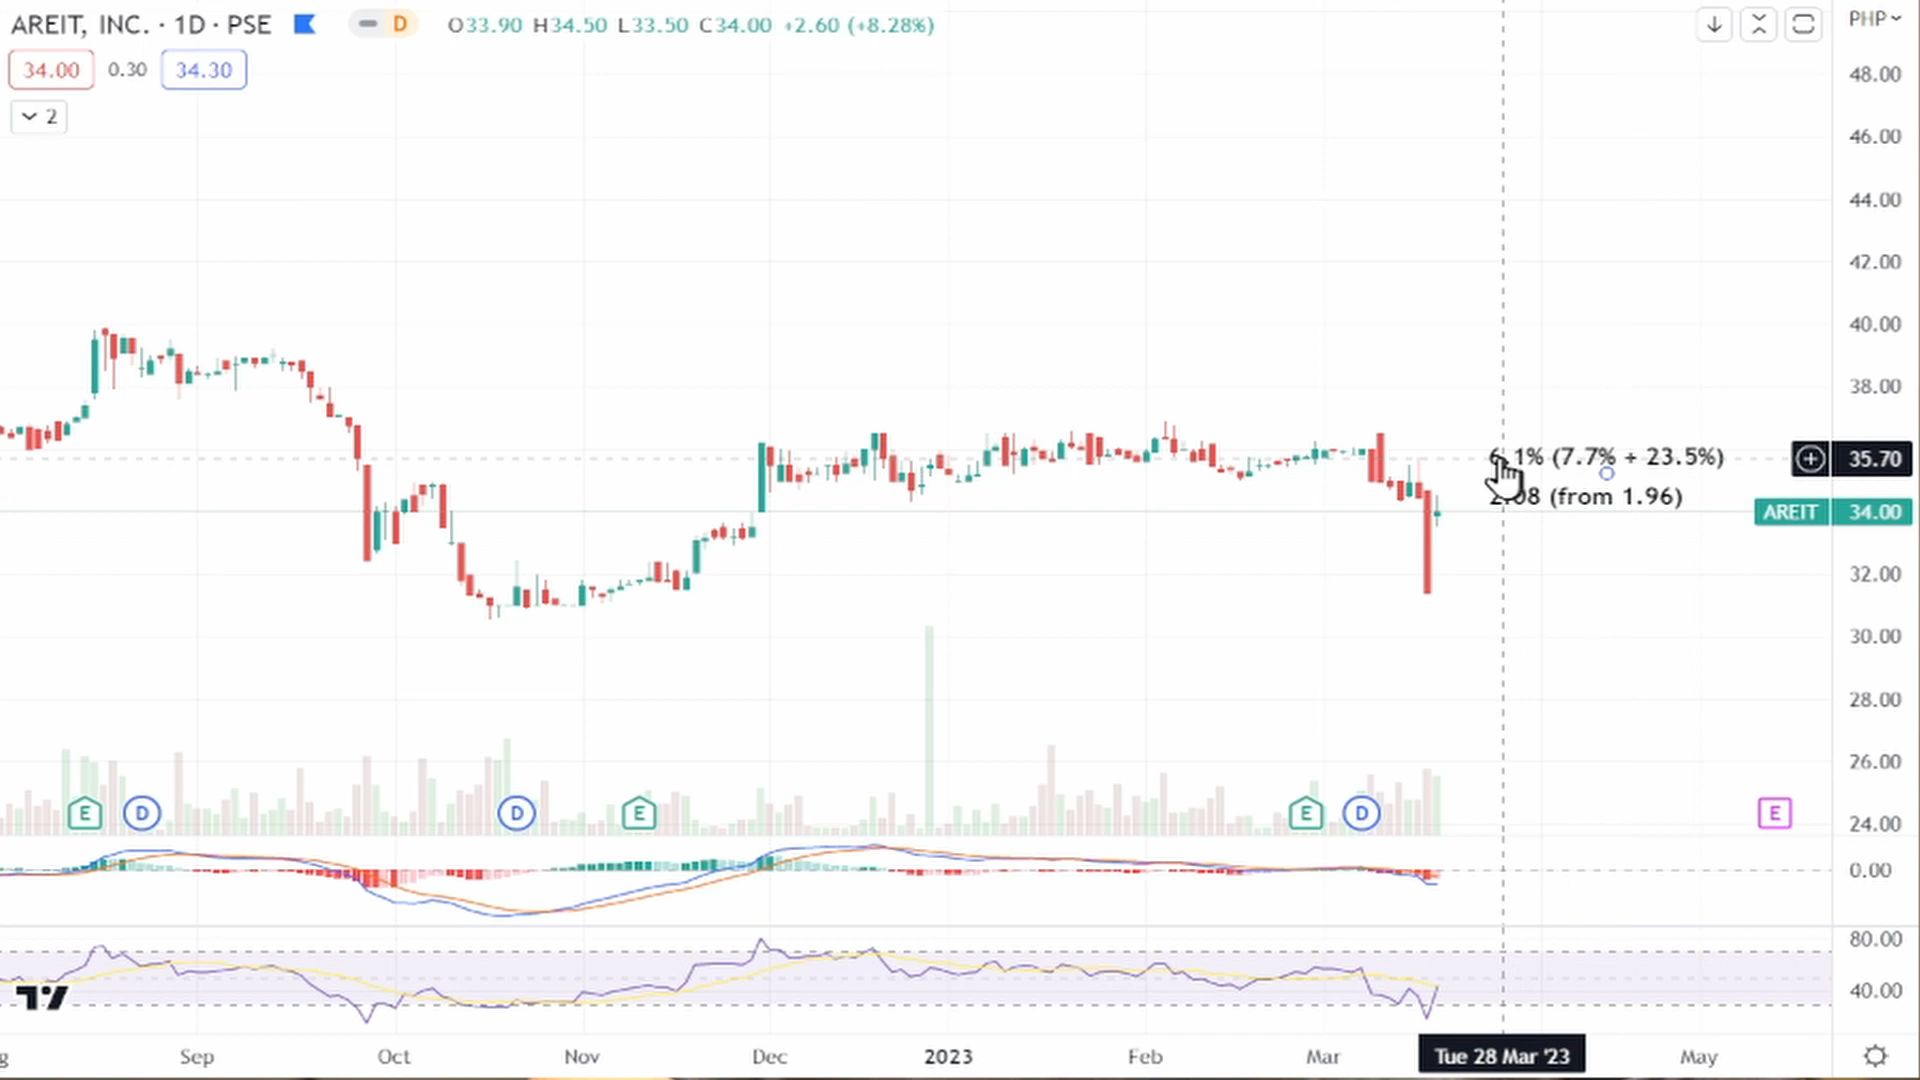 AREIT, INC. · 1D · PSE D O33.90 H34.50 L33.50 C34.00 +2.60 (+8.28%) PHP
34.00 0.30 34.30
2
48.00
46.00
44.00
42.00
40.00
38.00
35.70
(7.7% + 23.5%)
(from 1.96)
AREIT 34.00
32.00
30.00
28.00
26.00
24.00
E D D E E D E
0.00
80.00
40.00
Sep Oct Nov Dec 2023 Feb Mar Tue 28 Mar '23 May